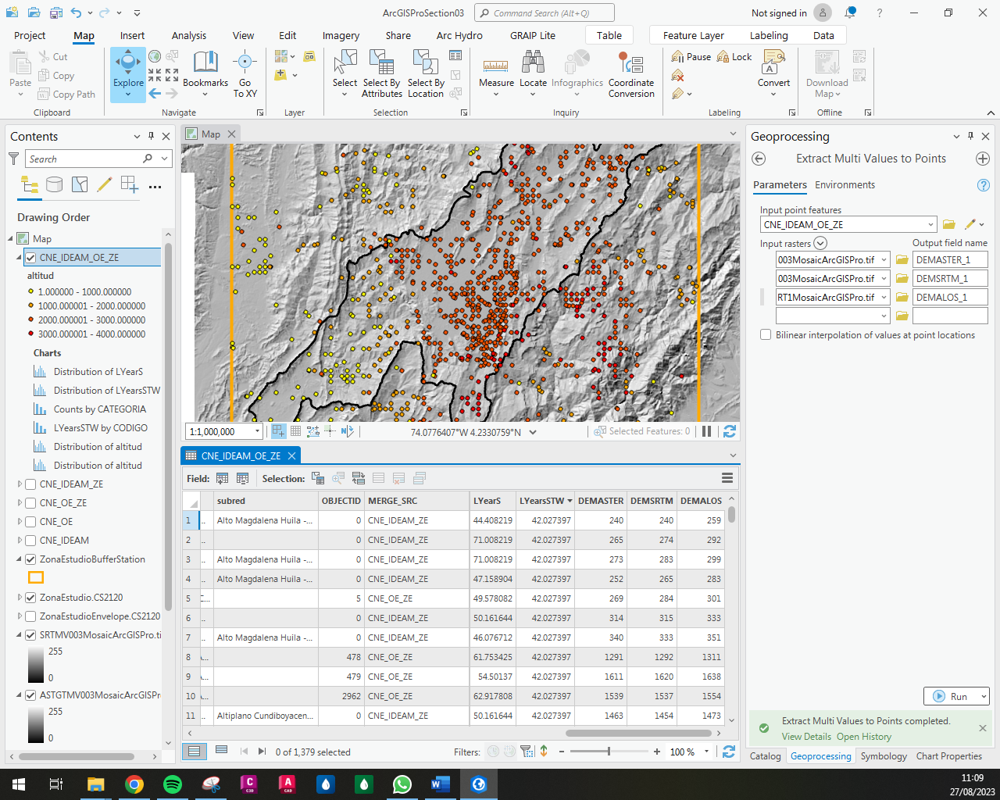 ArcGISProSection03
Command Search (Alt+Q)
Not signed in
?
Project
Map
Insert
Analysis
View
Edit
Imagery
Share
Arc Hydro
GRAIP Lite
Table
Feature Layer
Labeling
Data
Paste
Cut
Copy
Copy Path
Clipboard
Explore
Bookmarks
Go
To XY
Navigate
Layer
Select
Select By
Attributes
Select By
Location
Selection
Measure
Locate
Infographics
Coordinate
Conversion
Inquiry
Pause
Lock
Convert
Labeling
Download
Map
Offline
Contents
Search
Drawing Order
Map
CNE_IDEAM_OE_ZE
altitud
1.000000 - 1000.000000
1000.000001 - 2000.000000
2000.000001 - 3000.000000
3000.000001 - 4000.000000
Charts
Distribution of LYearS
Distribution of LYearsSTW
Counts by CATEGORIA
LYearsSTW by CODIGO
Distribution of altitud
Distribution of altitud
CNE_IDEAM_ZE
CNE_OE_ZE
CNE_OE
CNE_IDEAM
ZonaEstudioBufferStation
ZonaEstudio.CS2120
ZonaEstudioEnvelope.CS2120
SRTMV003MosaicArcGISPro.ti
255
0
ASTGTMV003MosaicArcGISPr
255
0
Map
1:1,000,000
74.0776407°W 4.2330759°N
Selected Features: 0
CNE_IDEAM_OE_ZE
Field:
Selection:
subred OBJECTID MERGE_SRC LYearS LYearsSTW DEMASTER DEMSRTM DEMALOS
1 .. Alto Magdalena Huila -... 0 CNE_IDEAM_ZE 44.408219 42.027397 240 240 259
2 .. 0 CNE_IDEAM_ZE 71.008219 42.027397 265 274 292
3 .. Alto Magdalena Huila -... 0 CNE_IDEAM_ZE 71.008219 42.027397 273 283 299
4 .. Alto Magdalena Huila -... 0 CNE_IDEAM_ZE 47.158904 42.027397 252 265 283
5 C... 5 CNE_OE_ZE 49.578082 42.027397 269 284 301
6 .. 0 CNE_IDEAM_ZE 50.161644 42.027397 314 315 333
7 .. Alto Magdalena Huila -... 0 CNE_IDEAM_ZE 46.076712 42.027397 340 333 351
8 A... 478 CNE_OE_ZE 61.753425 42.027397 1291 1292 1311
9 .. 479 CNE_OE_ZE 54.50137 42.027397 1611 1620 1638
10 A... 2962 CNE_OE_ZE 62.917808 42.027397 1539 1537 1554
11 .. Altiplano Cundiboyacen... 0 CNE_IDEAM_ZE 50.161644 42.027397 1463 1454 1473
0 of 1,379 selected
Filters:
100 %
Geoprocessing
Extract Multi Values to Points
Parameters
Environments
?
Input point features
CNE_IDEAM_OE_ZE
Input rasters
Output field name
003MosaicArcGISPro.tif DEMASTER_1
003MosaicArcGISPro.tif DEMSRTM_1
RT1MosaicArcGISPro.tif DEMALOS_1
Bilinear interpolation of values at point locations
Run
Extract Multi Values to Points completed.
View Details Open History
Catalog
Geoprocessing
Symbology
Chart Properties
11:09
27/08/2023